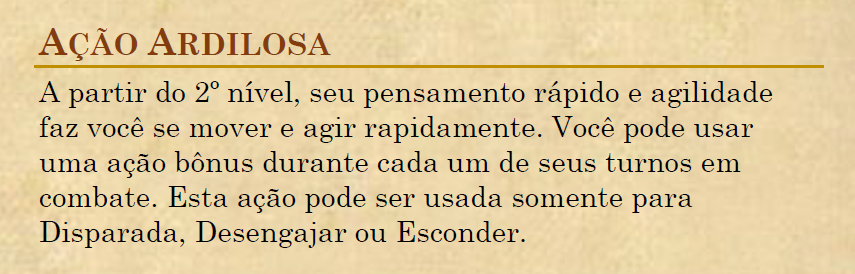 Ação Ardilosa
A partir do 2º nível, seu pensamento rápido e agilidade
faz você se mover e agir rapidamente. Você pode usar
uma ação bônus durante cada um de seus turnos em
combate. Esta ação pode ser usada somente para
Disparada, Desengajar ou Esconder.